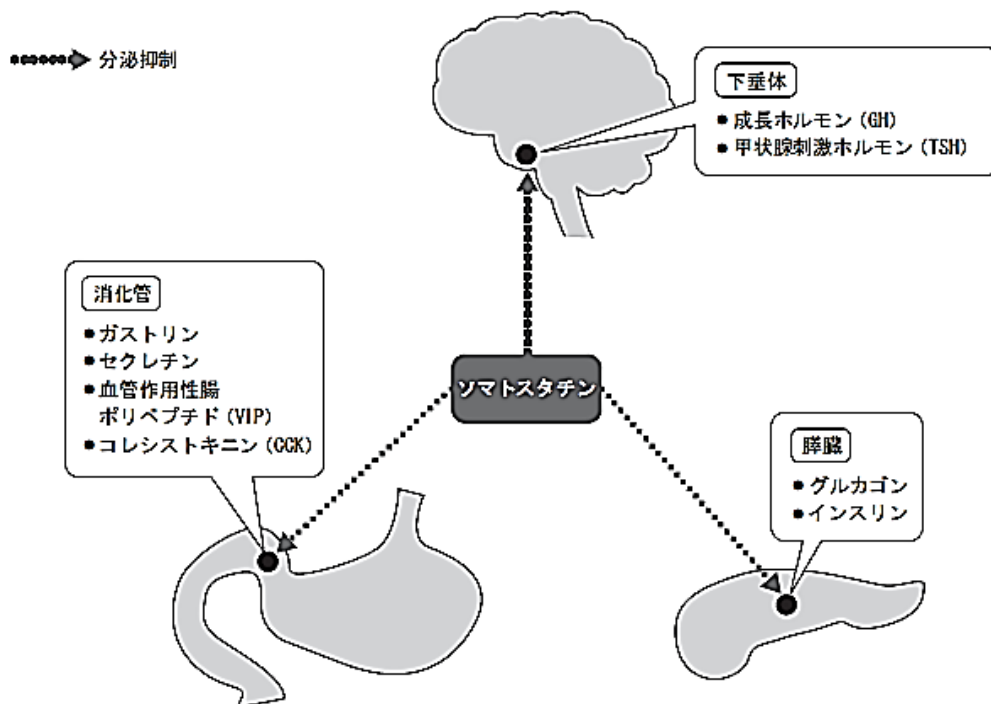 分泌抑制
下垂体
● 成長ホルモン (GH)
● 甲状腺刺激ホルモン (TSH)
消化管
● ガストリン
● セクレチン
● 血管作用性腸
ポリペプチド (VIP)
● コレシストキニン (CCK)
ソマトスタチン
膵臓
● グルカゴン
● インスリン